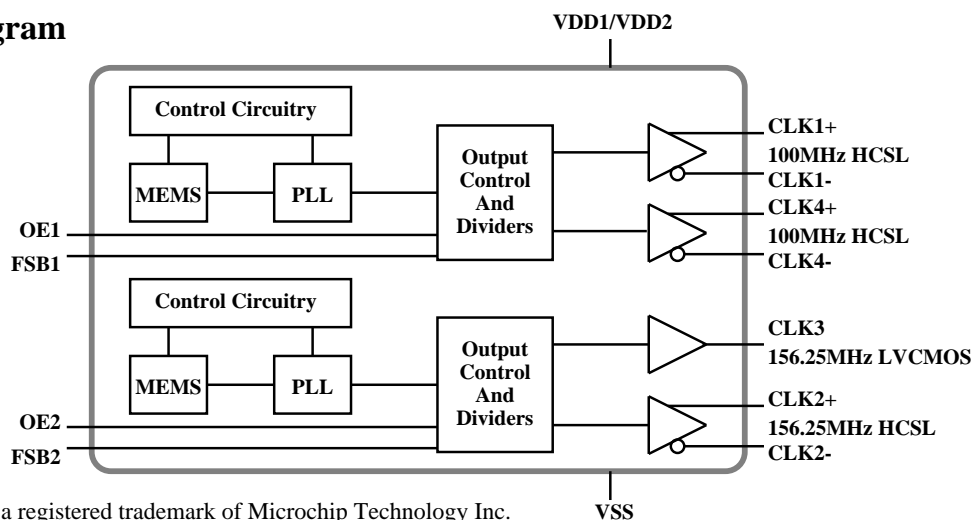 gram
VDD1/VDD2
Control Circuitry
MEMS
PLL
OE1
FSB1
Output
Control
And
Dividers
CLK1+
100MHz HCSL
CLK1-
CLK4+
100MHz HCSL
CLK4-
Control Circuitry
MEMS
PLL
OE2
FSB2
Output
Control
And
Dividers
CLK3
156.25MHz LVCMOS
CLK2+
156.25MHz HCSL
CLK2-
VSS
a registered trademark of Microchip Technology Inc.